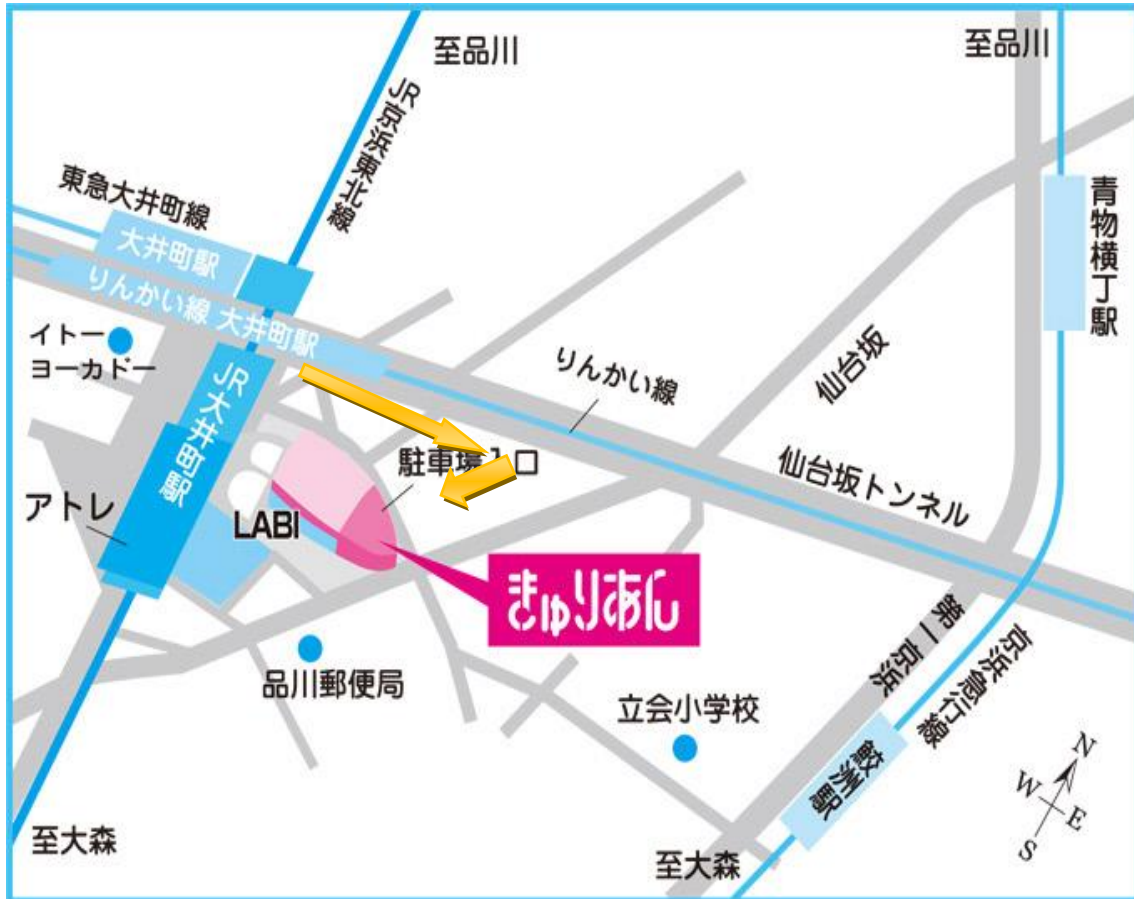 至品川
至品川
JR京浜東北線
東急大井町線
大井町駅
りんかい線 大井町駅
青物横丁駅
イトー
ヨーカドー
りんかい線
仙台坂
JR大井町駅
駐車場入口
仙台坂トンネル
アトレ
LABI
きゅりあん
第一京浜
京浜急行線
品川郵便局
立会小学校
鮫洲駅
N
W
E
S
至大森
至大森